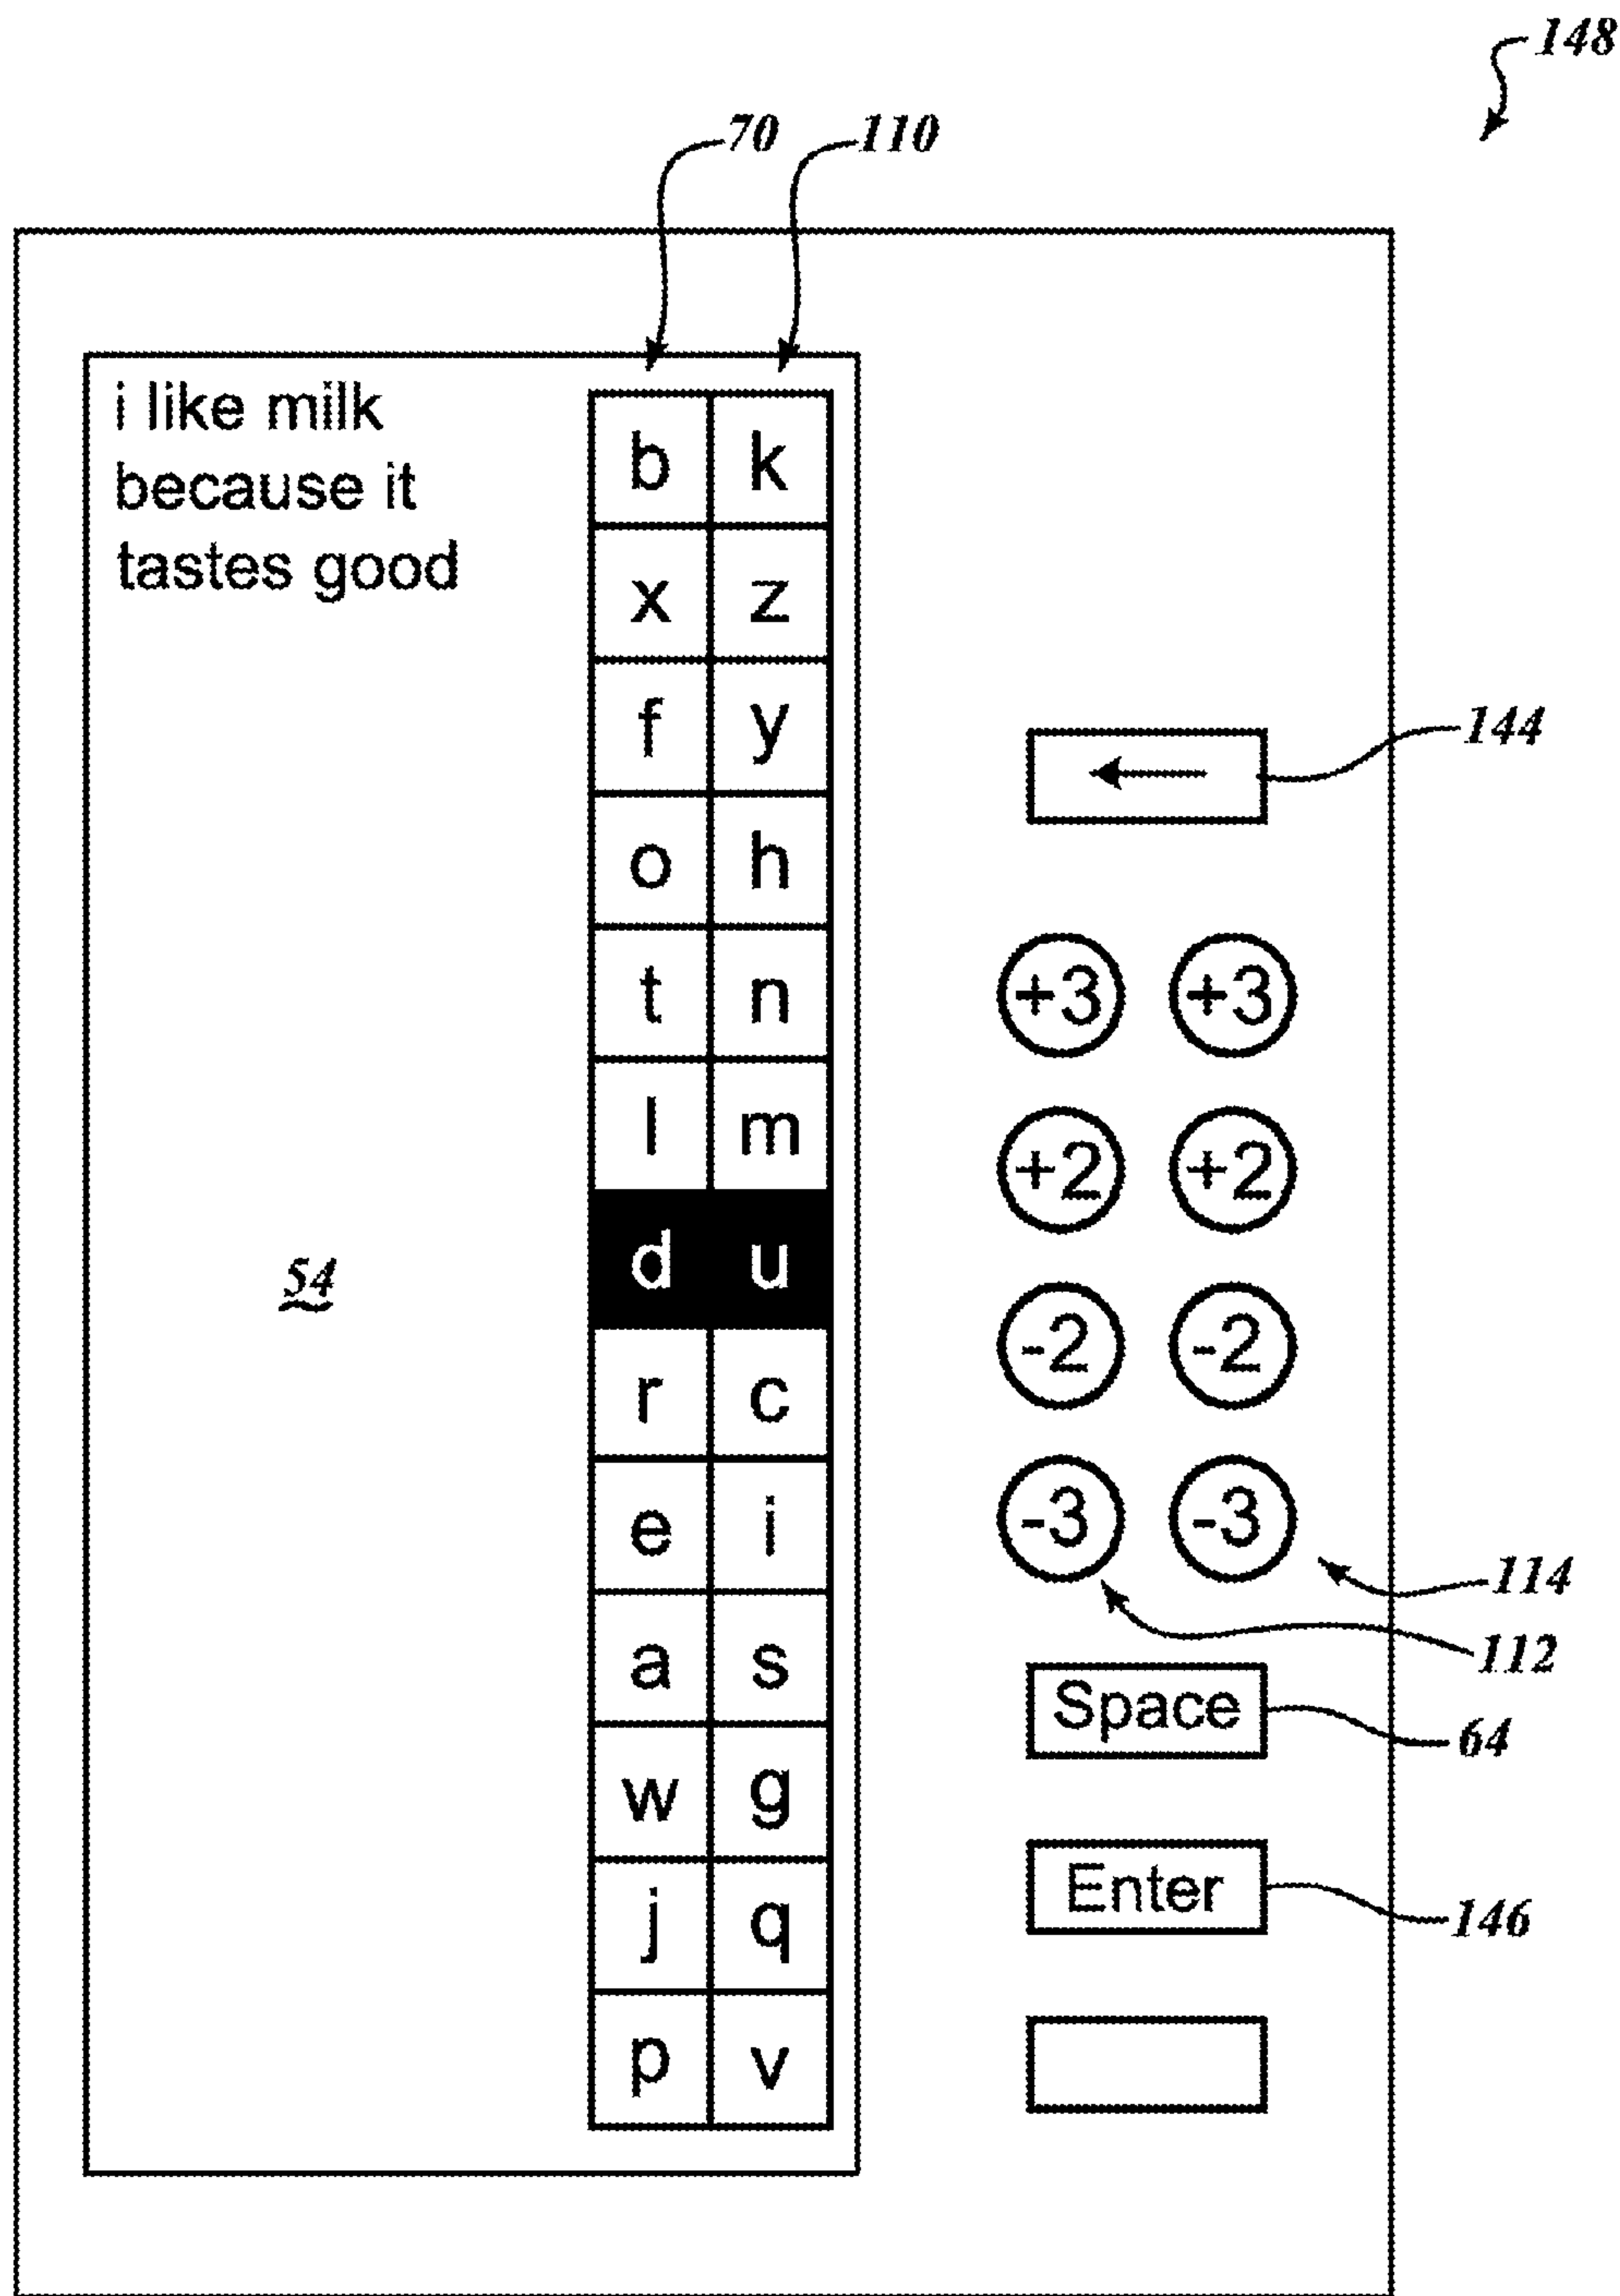 148
70 110
i like milk
because it
tastes good
b k
x z
f y
o h
t n
l m
d u
r c
e i
a s
w g
j q
p v
54
144
+3 +3
+2 +2
-2 -2
-3 -3
114
112
Space
64
Enter
146